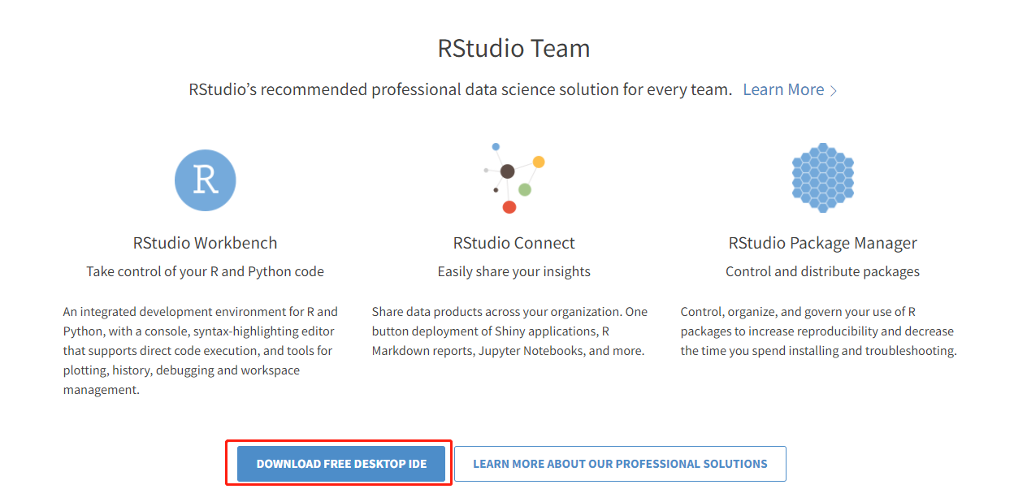 RStudio Team
RStudio’s recommended professional data science solution for every team. Learn More >
R
RStudio Workbench
Take control of your R and Python code
An integrated development environment for R and
Python, with a console, syntax-highlighting editor
that supports direct code execution, and tools for
plotting, history, debugging and workspace
management.
RStudio Connect
Easily share your insights
Share data products across your organization. One
button deployment of Shiny applications, R
Markdown reports, Jupyter Notebooks, and more.
RStudio Package Manager
Control and distribute packages
Control, organize, and govern your use of R
packages to increase reproducibility and decrease
the time you spend installing and troubleshooting.
DOWNLOAD FREE DESKTOP IDE
LEARN MORE ABOUT OUR PROFESSIONAL SOLUTIONS